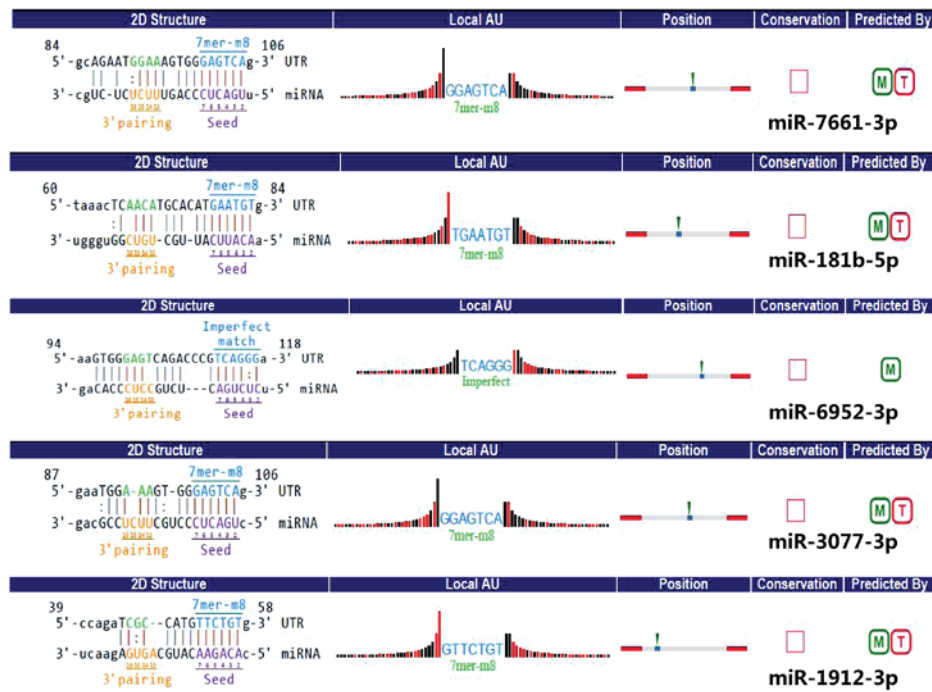 2D Structure Local AU Position Conservation Predicted By
84 7mer-m8 106
5'-gcAGAATGGAAAGTGGGAGTCAg-3' UTR
3'-cgUC-UCUCUUUGACCCUCAGUu-5' miRNA
3'pairing Seed
GGAGTCA
7mer-m8
M T
miR-7661-3p
2D Structure Local AU Position Conservation Predicted By
60 7mer-m8 84
5'-taaacTCAACATGCACATGAATGTg-3' UTR
3'-uggguGGCUGU-CGU-UACUUACAa-5' miRNA
3'pairing Seed
TGAATGT
7mer-m8
M T
miR-181b-5p
2D Structure Local AU Position Conservation Predicted By
Imperfect
94 match 118
5'-aaGTGGGAGTCAGACCCGTCAGGGa-3' UTR
3'-gaCACCCUCCGUCU---CAGUCUCu-5' miRNA
3'pairing Seed
TCAGGG
Imperfect
M
miR-6952-3p
2D Structure Local AU Position Conservation Predicted By
87 7mer-m8 106
5'-gaaTGGA-AAGT-GGGAGTCAg-3' UTR
3'-gacGCCUCUUCGUCCCUCAGUc-5' miRNA
3'pairing Seed
GGAGTCA
7mer-m8
M T
miR-3077-3p
2D Structure Local AU Position Conservation Predicted By
39 7mer-m8 58
5'-ccagaTCGC--CATGTTCTGTg-3' UTR
3'-ucaagAGUGACGUACAAGACAc-5' miRNA
3'pairing Seed
GTTCTGT
7mer-m8
M T
miR-1912-3p